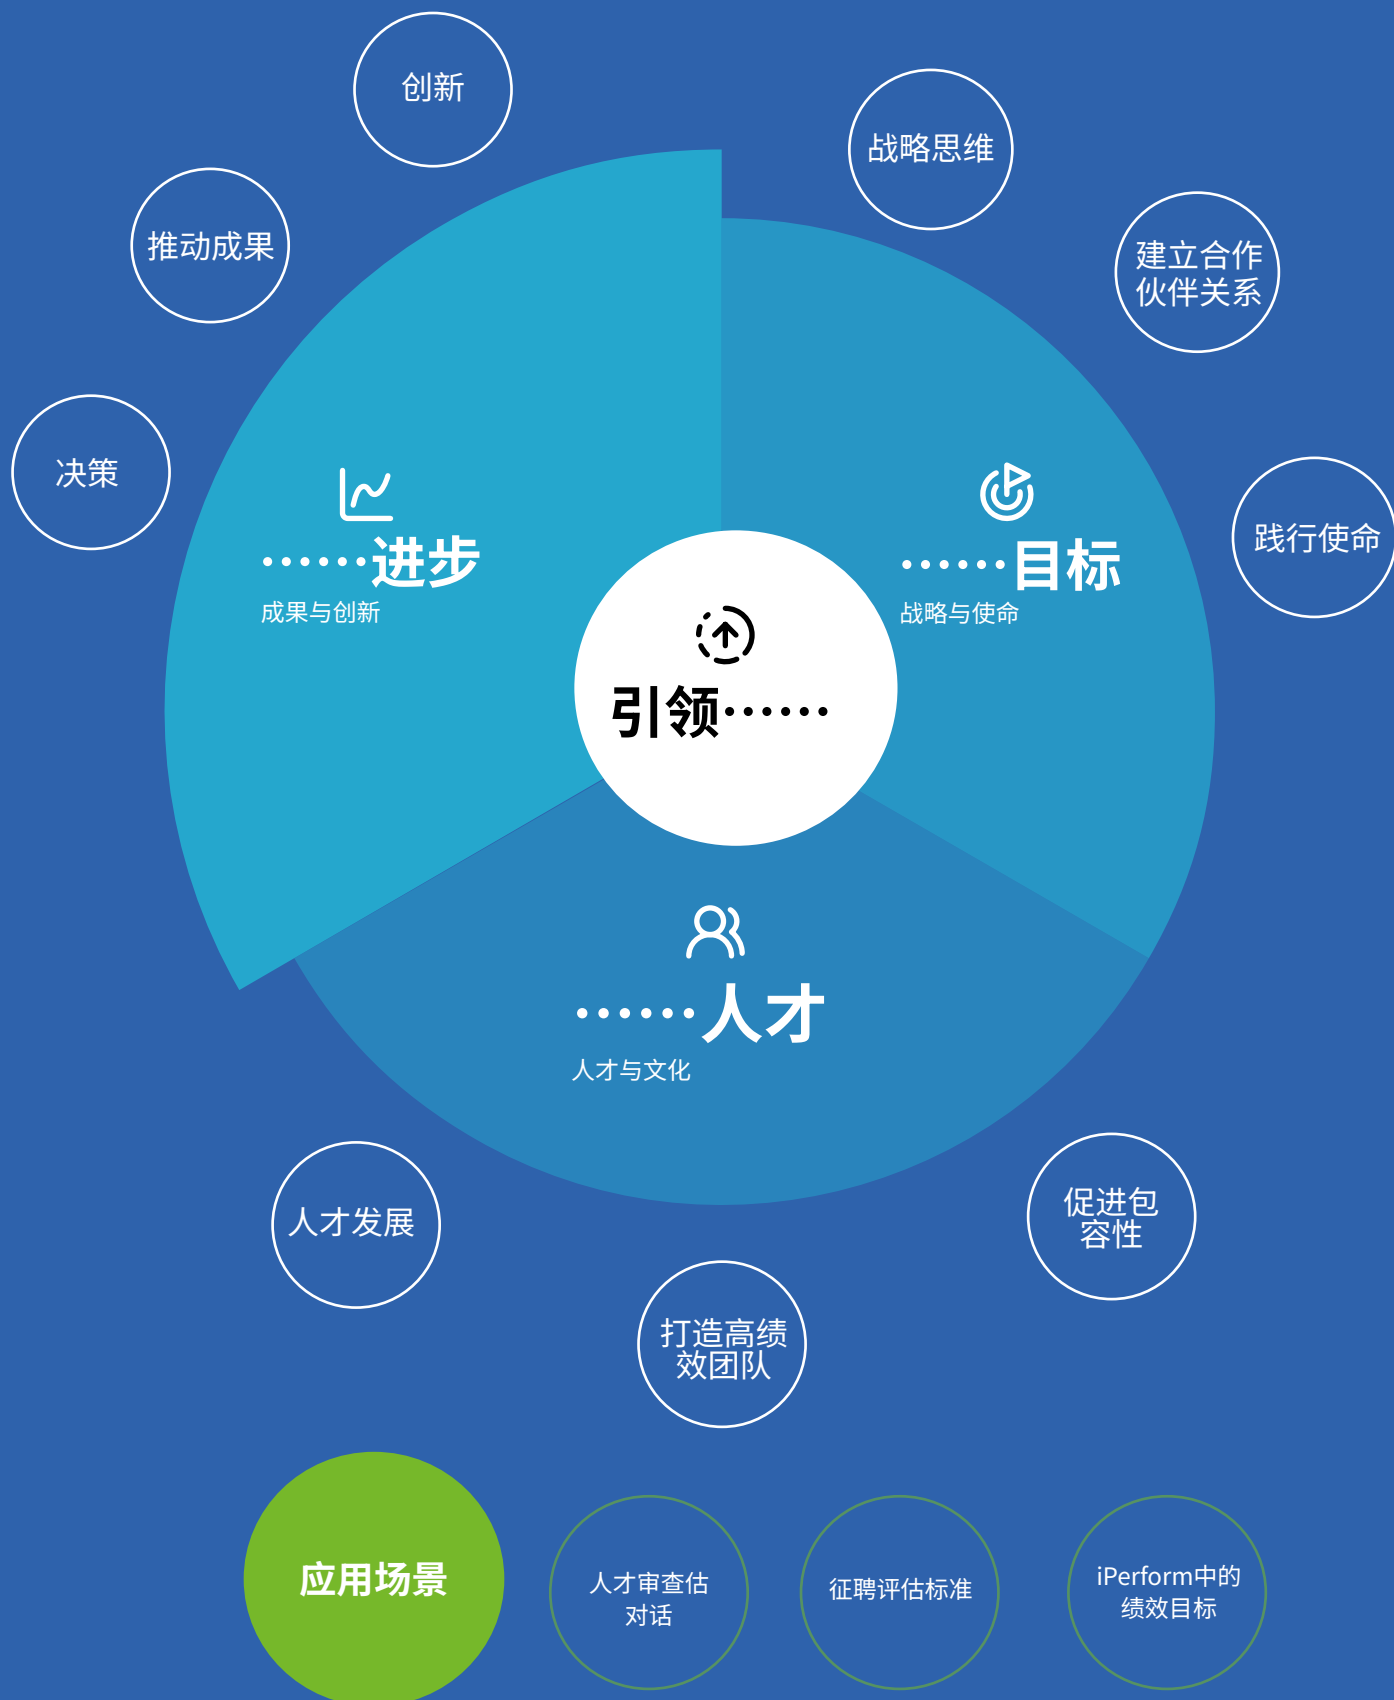 创新
战略思维
推动成果
建立合作
伙伴关系
决策
践行使命
······进步
成果与创新
······目标
战略与使命
引领······
······人才
人才与文化
人才发展
促进包
容性
打造高绩
效团队
应用场景
人才审查估
对话
征聘评估标准
iPerform中的
绩效目标